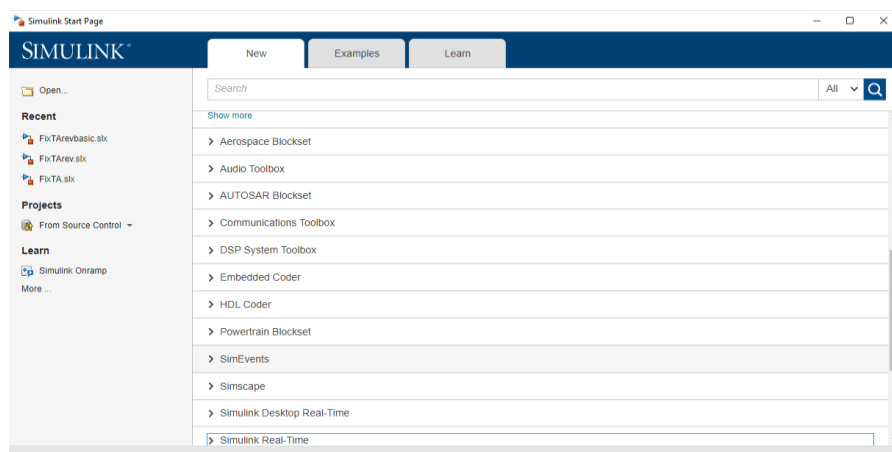 Simulink Start Page
SIMULINK®
New
Examples
Learn
Open...
Recent
FixTArevbasic.slx
FixTArev.slx
FixTA.slx
Projects
From Source Control
Learn
Simulink Onramp
More ...
Search
All
Show more
Aerospace Blockset
Audio Toolbox
AUTOSAR Blockset
Communications Toolbox
DSP System Toolbox
Embedded Coder
HDL Coder
Powertrain Blockset
SimEvents
Simscape
Simulink Desktop Real-Time
Simulink Real-Time